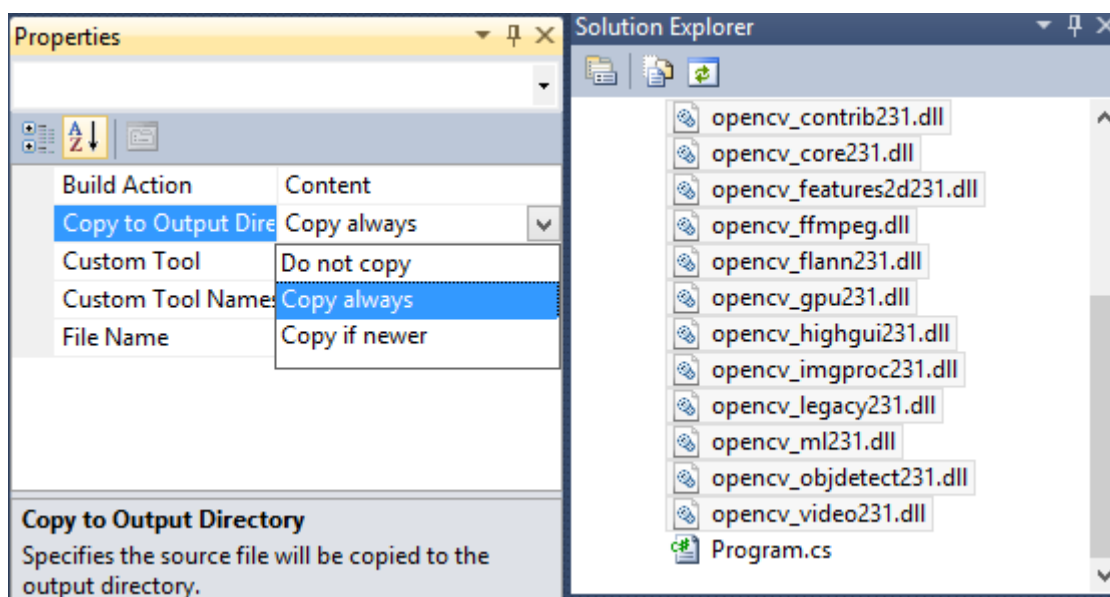 Properties
Build Action Content
Copy to Output Dire Copy always
Custom Tool
Do not copy
Custom Tool Names
Copy always
File Name
Copy if newer
Copy to Output Directory
Specifies the source file will be copied to the
output directory.
Solution Explorer
opencv_contrib231.dll
opencv_core231.dll
opencv_features2d231.dll
opencv_ffmpeg.dll
opencv_flann231.dll
opencv_gpu231.dll
opencv_highgui231.dll
opencv_imgproc231.dll
opencv_legacy231.dll
opencv_ml231.dll
opencv_objdetect231.dll
opencv_video231.dll
Program.cs